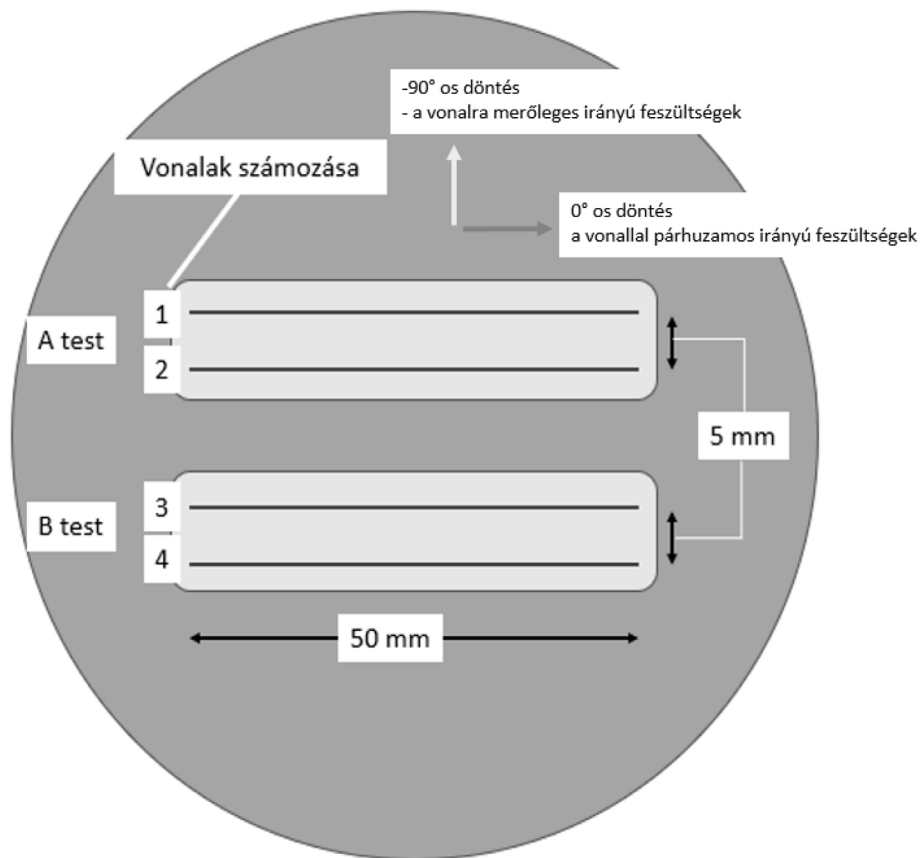 -90° os döntés
- a vonalra merőleges irányú feszültségek
Vonalak számozása
0° os döntés
a vonallal párhuzamos irányú feszültségek
1
A test
2
5 mm
3
B test
4
50 mm